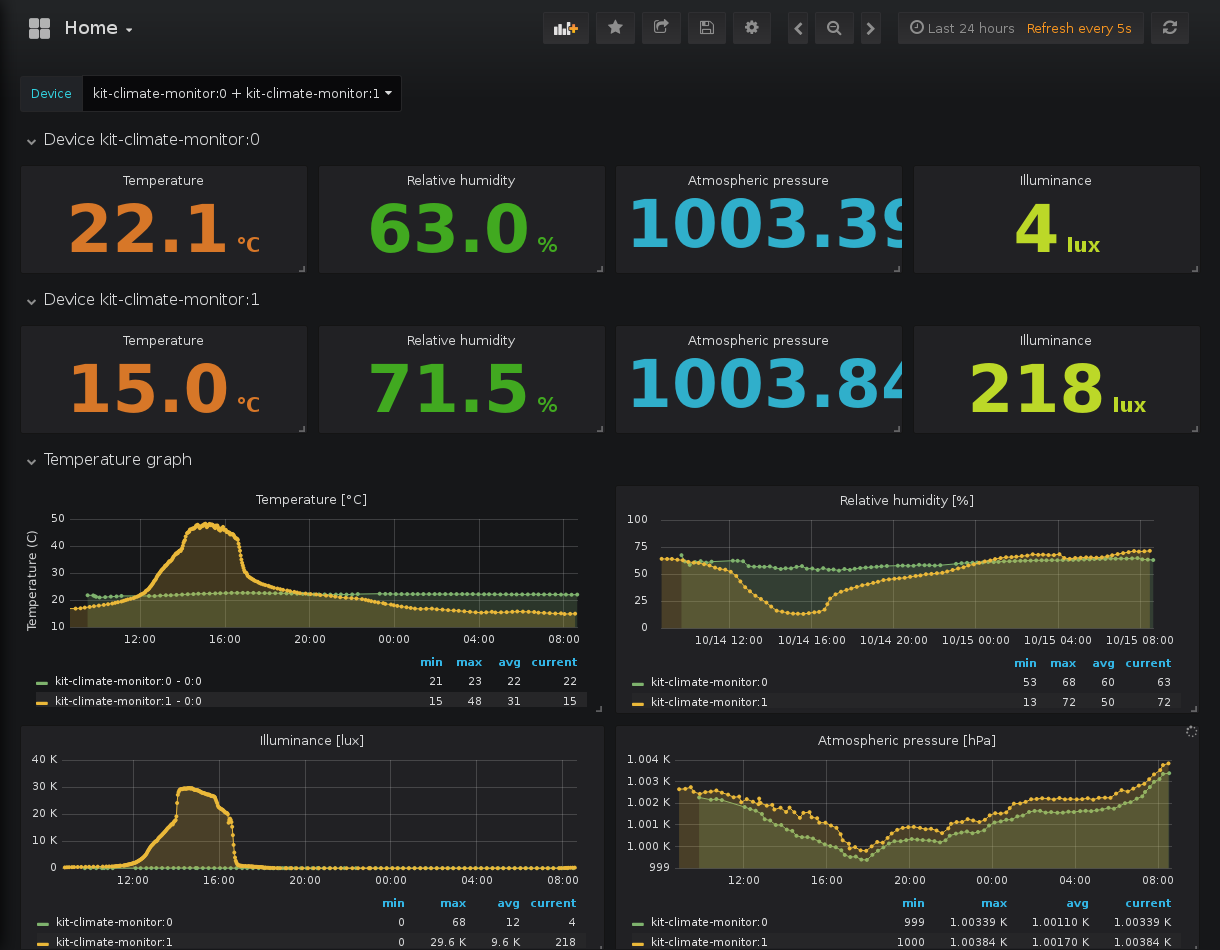 Home
Last 24 hours Refresh every 5s
Device kit-climate-monitor:0 + kit-climate-monitor:1
Device kit-climate-monitor:0
Temperature Relative humidity Atmospheric pressure Illuminance
22.1 °C 63.0 % 1003.39 4 lux
Device kit-climate-monitor:1
Temperature Relative humidity Atmospheric pressure Illuminance
15.0 °C 71.5 % 1003.84 218 lux
Temperature graph
Temperature [°C]
Temperature (C)
50
40
30
20
10
12:00 16:00 20:00 00:00 04:00 08:00
min max avg current
kit-climate-monitor:0 - 0:0 21 23 22 22
kit-climate-monitor:1 - 0:0 15 48 31 15
Relative humidity [%]
100
75
50
25
0
10/14 12:00 10/14 16:00 10/14 20:00 10/15 00:00 10/15 04:00 10/15 08:00
min max avg current
kit-climate-monitor:0 53 68 60 63
kit-climate-monitor:1 13 72 50 72
Illuminance [lux]
40 K
30 K
20 K
10 K
0
12:00 16:00 20:00 00:00 04:00 08:00
min max avg current
kit-climate-monitor:0 0 68 12 4
kit-climate-monitor:1 0 29.6 K 9.6 K 218
Atmospheric pressure [hPa]
1.004 K
1.003 K
1.002 K
1.001 K
1.000 K
999
12:00 16:00 20:00 00:00 04:00 08:00
min max avg current
kit-climate-monitor:0 999 1.00339 K 1.00110 K 1.00339 K
kit-climate-monitor:1 1000 1.00384 K 1.00170 K 1.00384 K